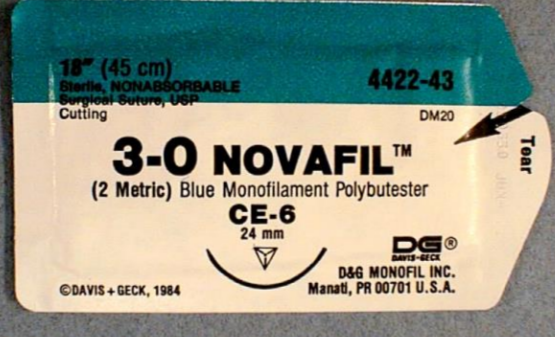 18" (45 cm)
Sterile, NONABSORBABLE
Surgical Suture, USP
Cutting
4422-43
DM20
Tear
3-0 NOVAFIL™
(2 Metric) Blue Monofilament Polybutester
CE-6
24 mm
DG®
DAVIS+GECK
D&G MONOFIL INC.
Manati, PR 00701 U.S.A.
©DAVIS+GECK, 1984